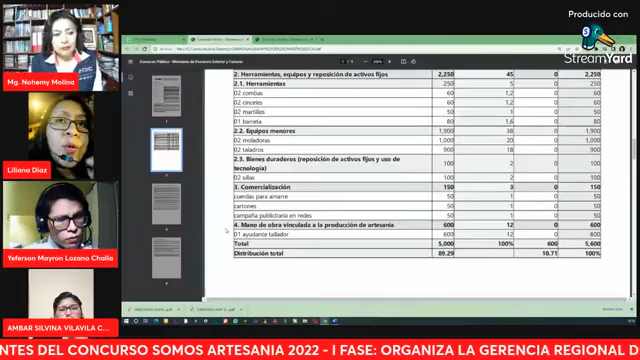 Producido con
StreamYard
Mg. Nohemy Molina
Liliana Diaz
Yeferson Mayron Lozano Challa
AMBAR SILVINA VILAVILA C...
2. Herramientas, equipos y reposición de activos fijos 2,250 45 0 2,250
2.1. Herramientas 250 5 0 250
02 combas 60 1,2 0 60
02 cinceles 60 1,2 0 60
02 martillos 50 1 0 50
01 barreta 80 1,6 0 80
2.2. Equipos menores 1,900 38 0 1,900
02 moladoras 1,000 20 0 1,000
02 taladros 900 18 0 900
2.3. Bienes duraderos (reposición de activos fijos y uso de tecnología) 100 2 0 100
02 sillas 100 2 0 100
3. Comercialización 150 3 0 150
cuerdas para amarre 50 1 0 50
cartones 50 1 0 50
campaña publicitaria en redes 50 1 0 50
4. Mano de obra vinculada a la producción de artesanía 600 12 0 600
01 ayudante tallador 600 12 0 600
Total 5,000 100% 600 5,600
Distribución total 89.29 10.71 100%
NTES DEL CONCURSO SOMOS ARTESANIA 2022 - I FASE: ORGANIZA LA GERENCIA REGIONAL D